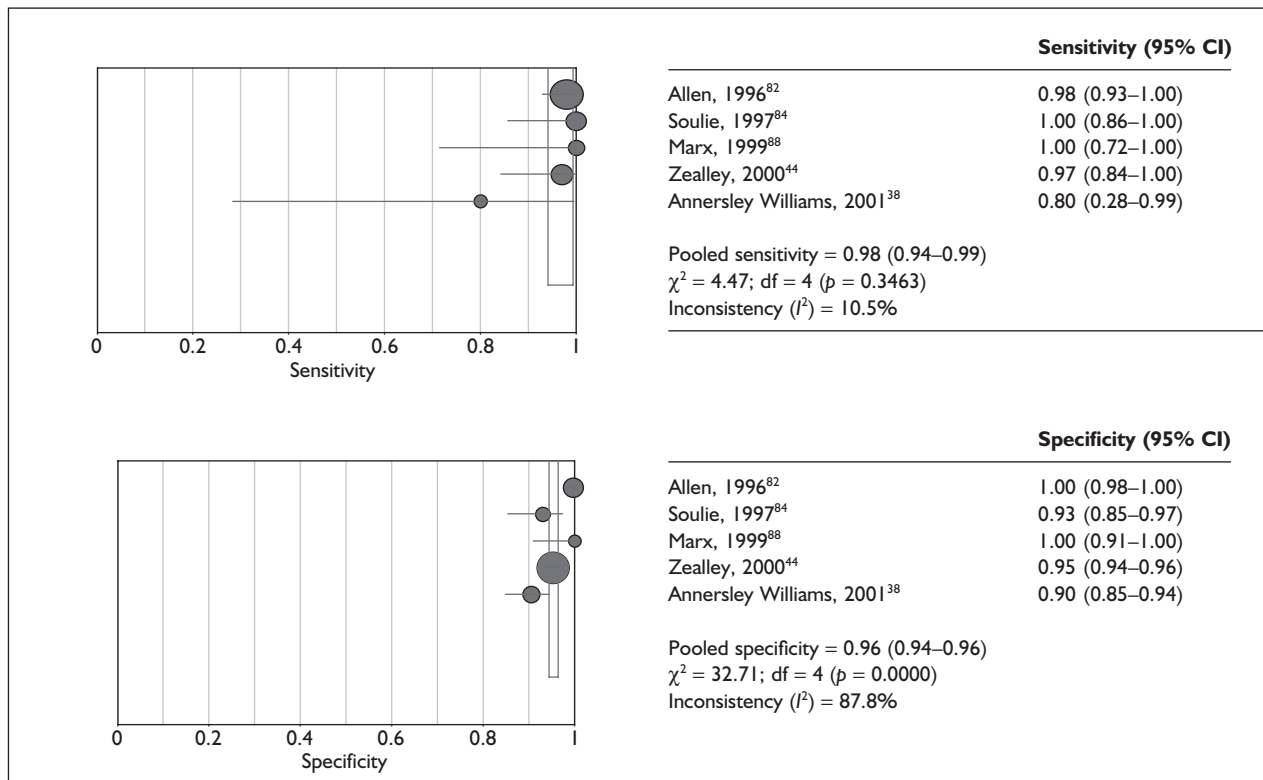 Sensitivity (95% CI)
Allen, 1996⁸² 0.98 (0.93–1.00)
Soulie, 1997⁸⁴ 1.00 (0.86–1.00)
Marx, 1999⁸⁸ 1.00 (0.72–1.00)
Zealley, 2000⁴⁴ 0.97 (0.84–1.00)
Annersley Williams, 2001³⁸ 0.80 (0.28–0.99)
Pooled sensitivity = 0.98 (0.94–0.99)
χ² = 4.47; df = 4 (p = 0.3463)
Inconsistency (I²) = 10.5%
0 0.2 0.4 0.6 0.8 1
Sensitivity
Specificity (95% CI)
Allen, 1996⁸² 1.00 (0.98–1.00)
Soulie, 1997⁸⁴ 0.93 (0.85–0.97)
Marx, 1999⁸⁸ 1.00 (0.91–1.00)
Zealley, 2000⁴⁴ 0.95 (0.94–0.96)
Annersley Williams, 2001³⁸ 0.90 (0.85–0.94)
Pooled specificity = 0.96 (0.94–0.96)
χ² = 32.71; df = 4 (p = 0.0000)
Inconsistency (I²) = 87.8%
0 0.2 0.4 0.6 0.8 1
Specificity